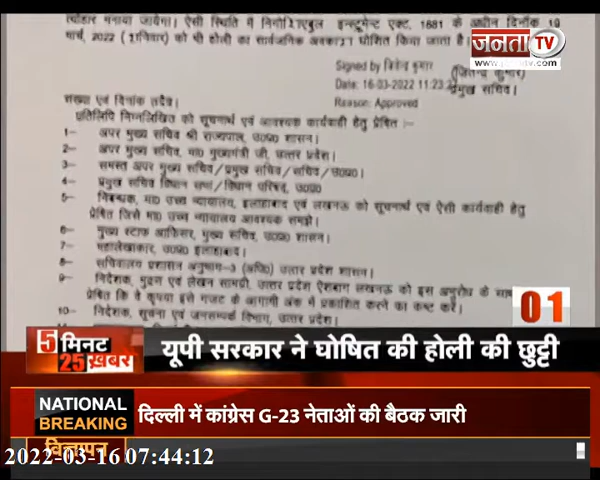 त्योहार मनाया जायेगा। ऐसी स्थिति में निगोशिएबुल इन्स्ट्रूमेन्ट एक्ट, 1881 के अधीन दिनाँक 19
मार्च, 2022 (शनिवार) को भी होली का सार्वजनिक अवकाश घोषित किया जाता है।
जनता TV
Signed by जितेन्द्र कुमार
(जितेन्द्र कुमार)
Date: 16-03-2022 11:23:
प्रमुख सचिव।
Reason: Approved
संख्या एवं दिनांक तदैव।
प्रतिलिपि निम्नलिखित को सूचनार्थ एवं आवश्यक कार्यवाही हेतु प्रेषित :-
1- अपर मुख्य सचिव श्री राज्यपाल, उ0प्र0 शासन।
2- अपर मुख्य सचिव, मा0 मुख्यमंत्री जी, उत्तर प्रदेश।
3- समस्त अपर मुख्य सचिव/प्रमुख सचिव/सचिव/उ0प्र0।
4- प्रमुख सचिव विधान सभा/विधान परिषद, उ0प्र0
5- निबन्धक, मा0 उच्च न्यायालय, इलाहाबाद एवं लखनऊ को सूचनार्थ एवं ऐसी कार्यवाही हेतु
प्रेषित जिसे मा0 उच्च न्यायालय आवश्यक समझे।
6- मुख्य स्टाफ आफिसर, मुख्य सचिव, उ0प्र0 शासन।
7- महालेखाकार, उ0प्र0 इलाहाबाद।
8- सचिवालय प्रशासन अनुभाग-3 (अधि0) उत्तर प्रदेश शासन।
9- निदेशक, मुद्रण एवं लेखन सामग्री, उत्तर प्रदेश ऐशबाग लखनऊ को इस अनुरोध के साथ
प्रेषित कि वे कृपया इसे गजट के आगामी अंक में प्रकाशित करने का कष्ट करें।
10- निदेशक, सूचना एवं जनसम्पर्क विभाग, उत्तर प्रदेश।
01
5 मिनट
25 ख़बर
यूपी सरकार ने घोषित की होली की छुट्टी
NATIONAL
BREAKING
दिल्ली में कांग्रेस G-23 नेताओं की बैठक जारी
विज्ञापन
2022-03-16 07:44:12